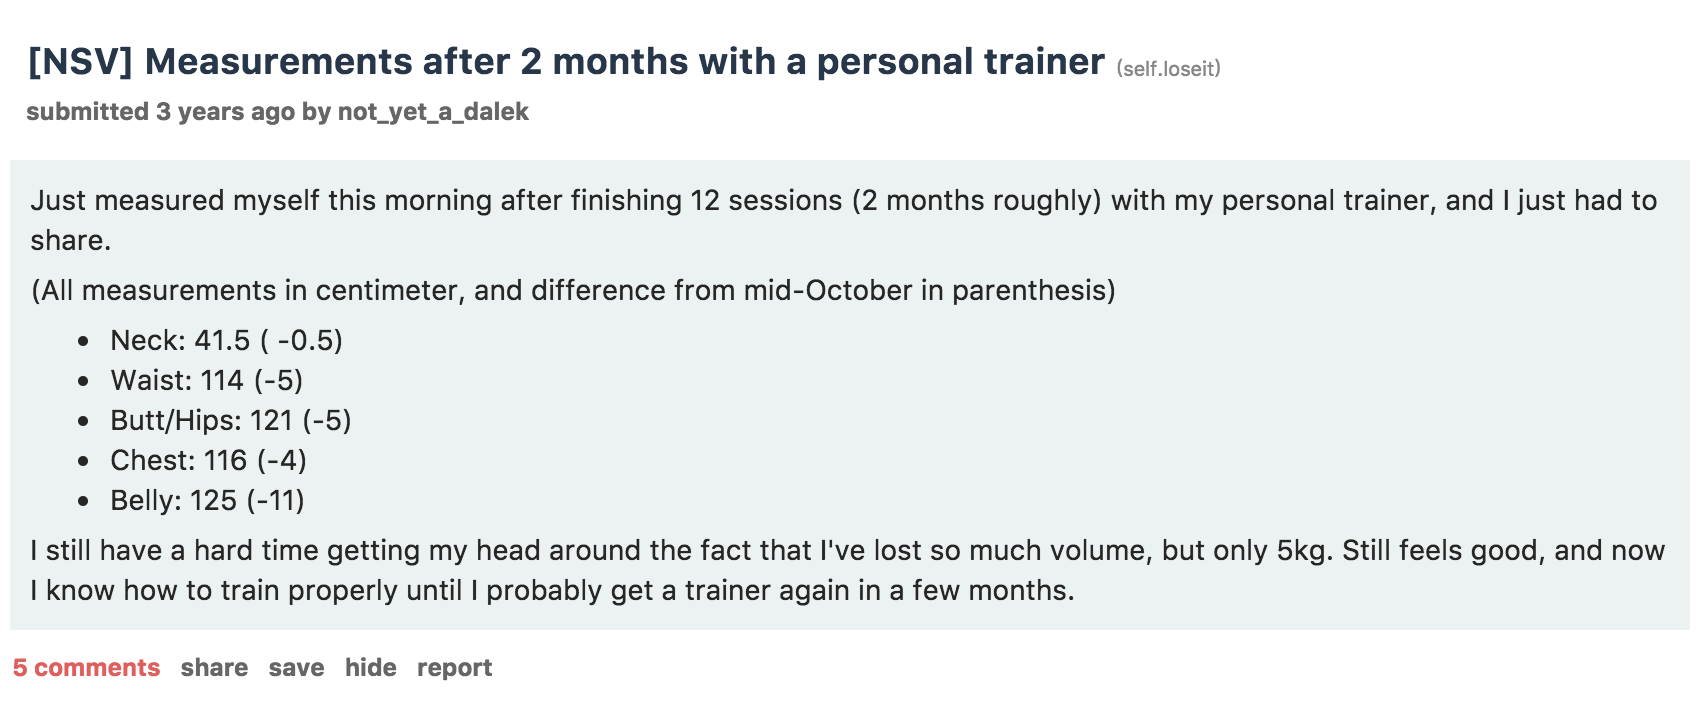 [NSV] Measurements after 2 months with a personal trainer (self.loseit)
submitted 3 years ago by not_yet_a_dalek
Just measured myself this morning after finishing 12 sessions (2 months roughly) with my personal trainer, and I just had to
share.
(All measurements in centimeter, and difference from mid-October in parenthesis)
• Neck: 41.5 ( -0.5)
• Waist: 114 (-5)
• Butt/Hips: 121 (-5)
• Chest: 116 (-4)
• Belly: 125 (-11)
I still have a hard time getting my head around the fact that I've lost so much volume, but only 5kg. Still feels good, and now
I know how to train properly until I probably get a trainer again in a few months.
5 comments share save hide report